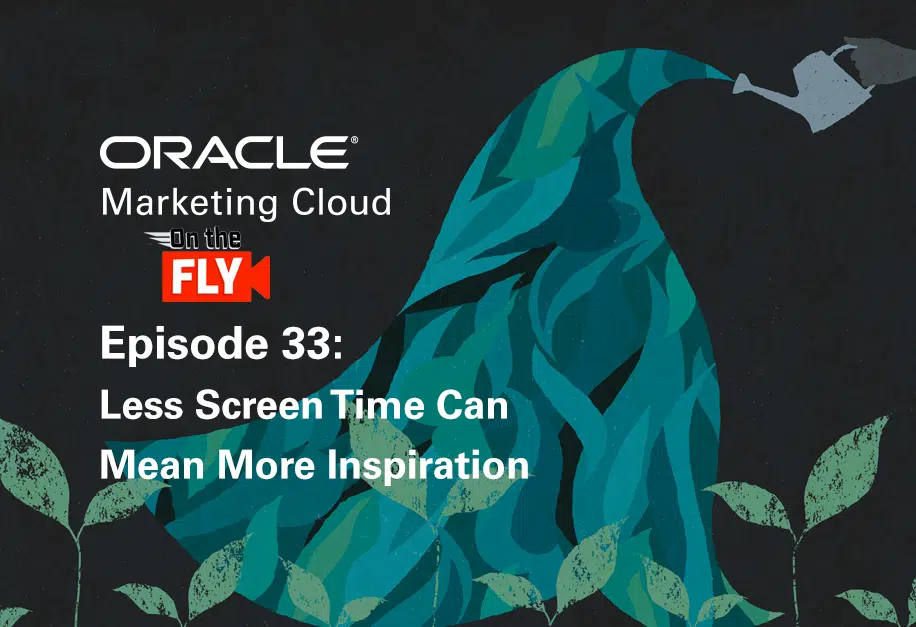 ORACLE®
Marketing Cloud
On the
FLY
Episode 33:
Less Screen Time Can
Mean More Inspiration